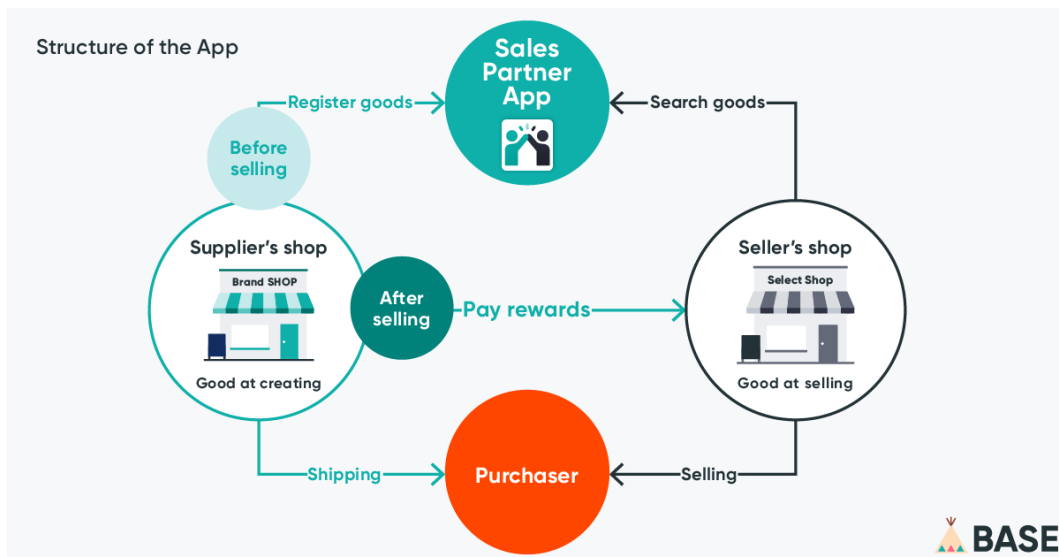 Structure of the App
Sales
Partner
App
Register goods
Search goods
Before
selling
Supplier's shop
Brand SHOP
Good at creating
After
selling
Pay rewards
Seller's shop
Select Shop
Good at selling
Shipping
Purchaser
Selling
BASE